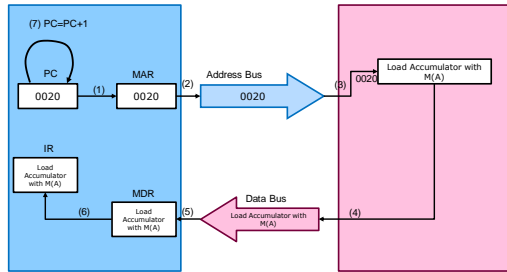 (7) PC=PC+1
PC
MAR
(2)
Address Bus
(3)
0020
(1)
0020
0020
0020
Load Accumulator with
M(A)
IR
Load
Accumulator
with M(A)
MDR
Data Bus
(6)
Load
Accumulator
with M(A)
(5)
Load Accumulator with
M(A)
(4)